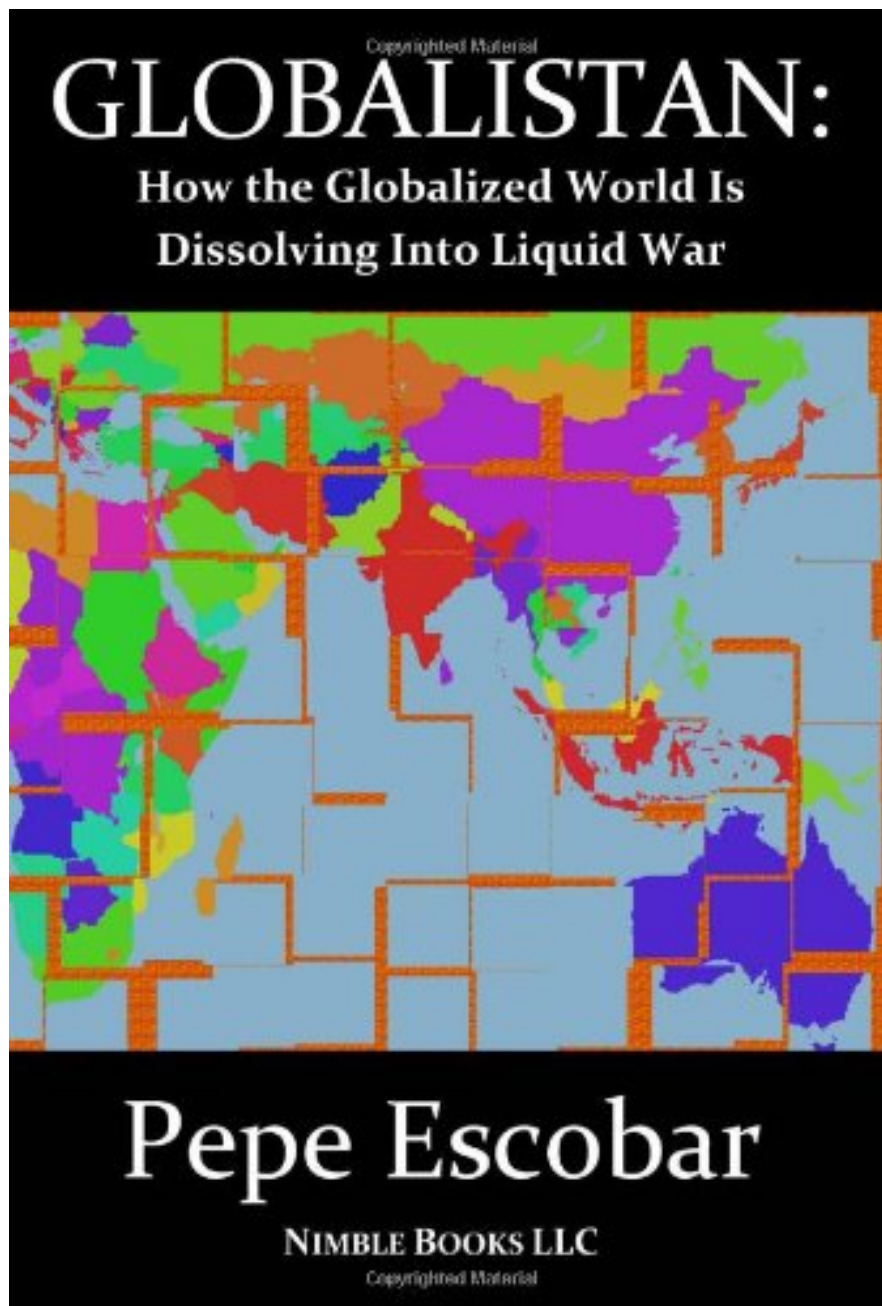 Copyrighted Material
GLOBALISTAN:
How the Globalized World Is
Dissolving Into Liquid War
Pepe Escobar
NIMBLE BOOKS LLC
Copyrighted Material